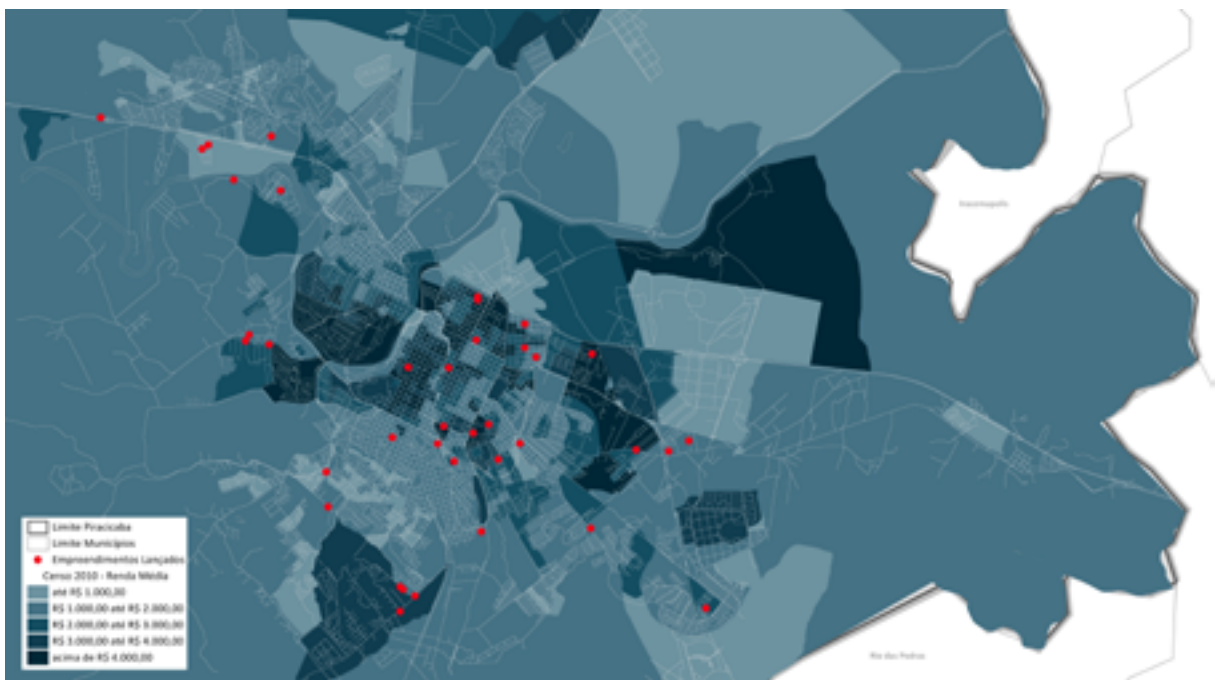 Iracemápolis
Limite Piracicaba
Limite Municípios
Empreendimentos Lançados
Censo 2010 - Renda Média
até R$ 1.000,00
R$ 1.000,00 até R$ 2.000,00
R$ 2.000,00 até R$ 3.000,00
R$ 3.000,00 até R$ 4.000,00
acima de R$ 4.000,00
Rio das Pedras